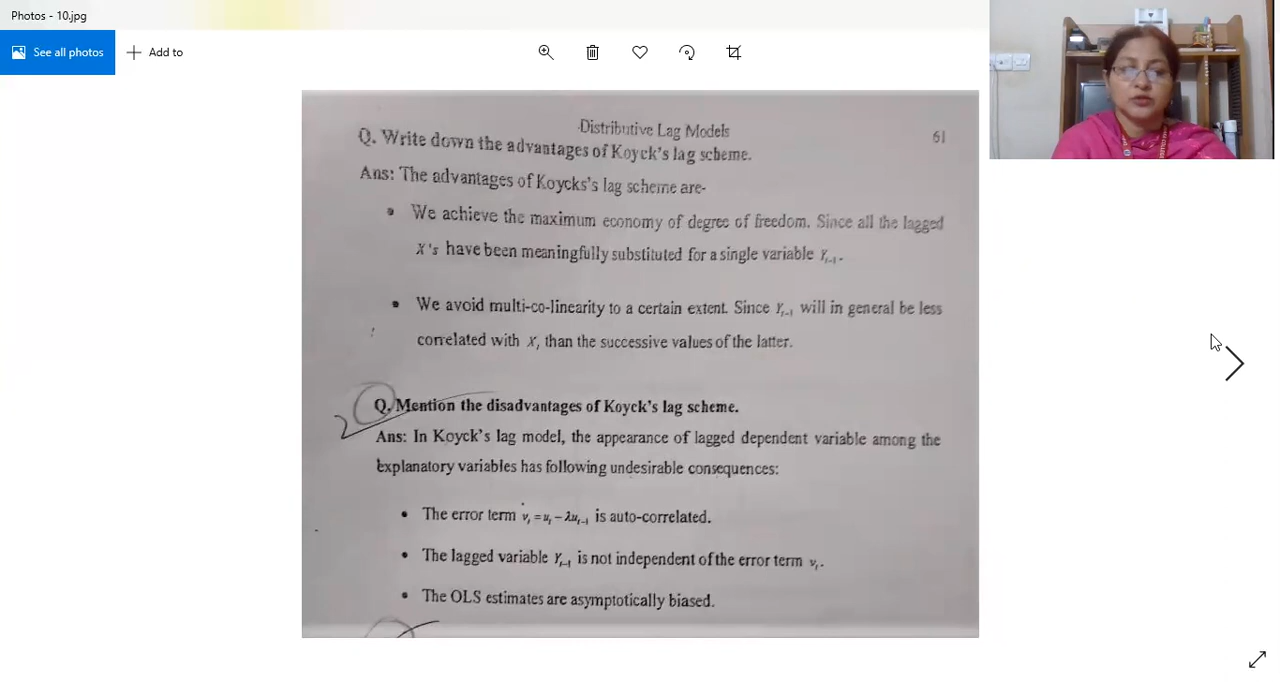 Photos - 10.jpg
See all photos
Add to
Distributive Lag Models
61
Q. Write down the advantages of Koyck's lag scheme.
Ans: The advantages of Koycks's lag scheme are-
• We achieve the maximum economy of degree of freedom. Since all the lagged
X's have been meaningfully substituted for a single variable Yₜ₋₁.
• We avoid multi-co-linearity to a certain extent. Since Yₜ₋₁ will in general be less
correlated with Xₜ than the successive values of the latter.
Q. Mention the disadvantages of Koyck's lag scheme.
Ans: In Koyck's lag model, the appearance of lagged dependent variable among the
explanatory variables has following undesirable consequences:
• The error term vₜ = uₜ − λuₜ₋₁ is auto-correlated.
• The lagged variable Yₜ₋₁ is not independent of the error term vₜ.
• The OLS estimates are asymptotically biased.